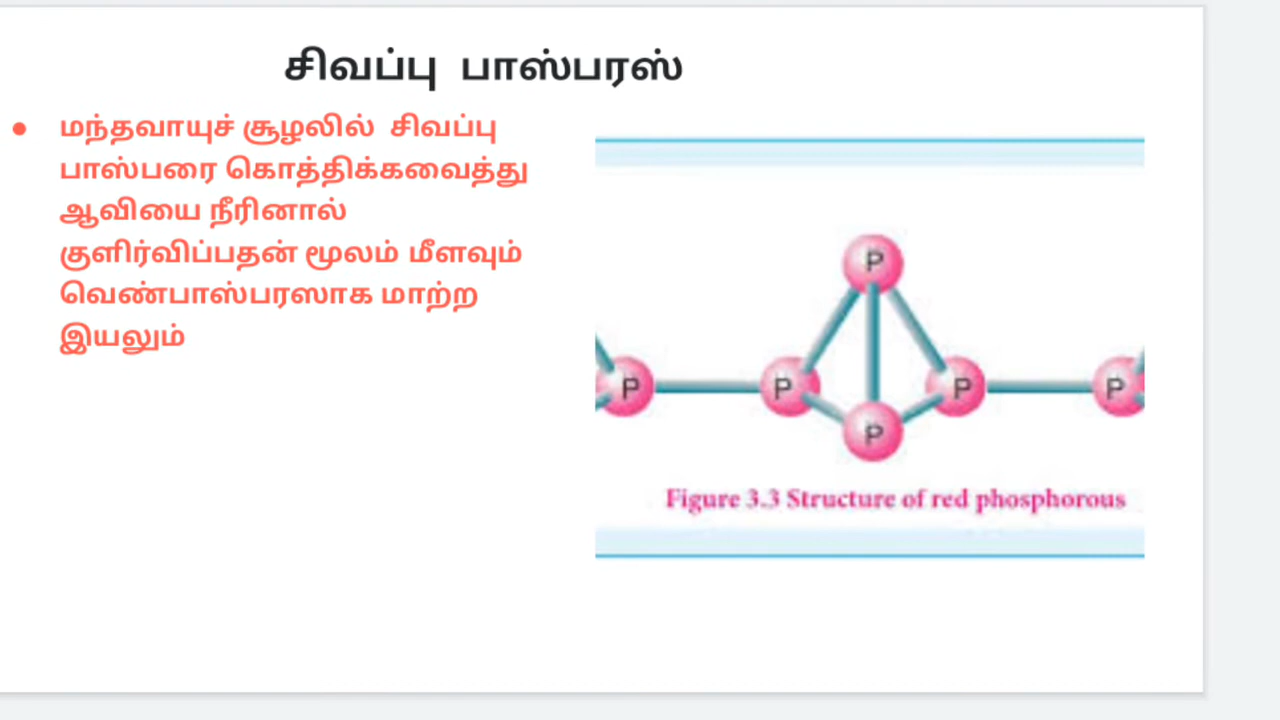 சிவப்பு பாஸ்பரஸ்
● மந்தவாயுச் சூழலில் சிவப்பு
பாஸ்பரை கொத்திக்கவைத்து
ஆவியை நீரினால்
குளிர்விப்பதன் மூலம் மீளவும்
வெண்பாஸ்பரஸாக மாற்ற
இயலும்
P
P P P P
P
Figure 3.3 Structure of red phosphorous